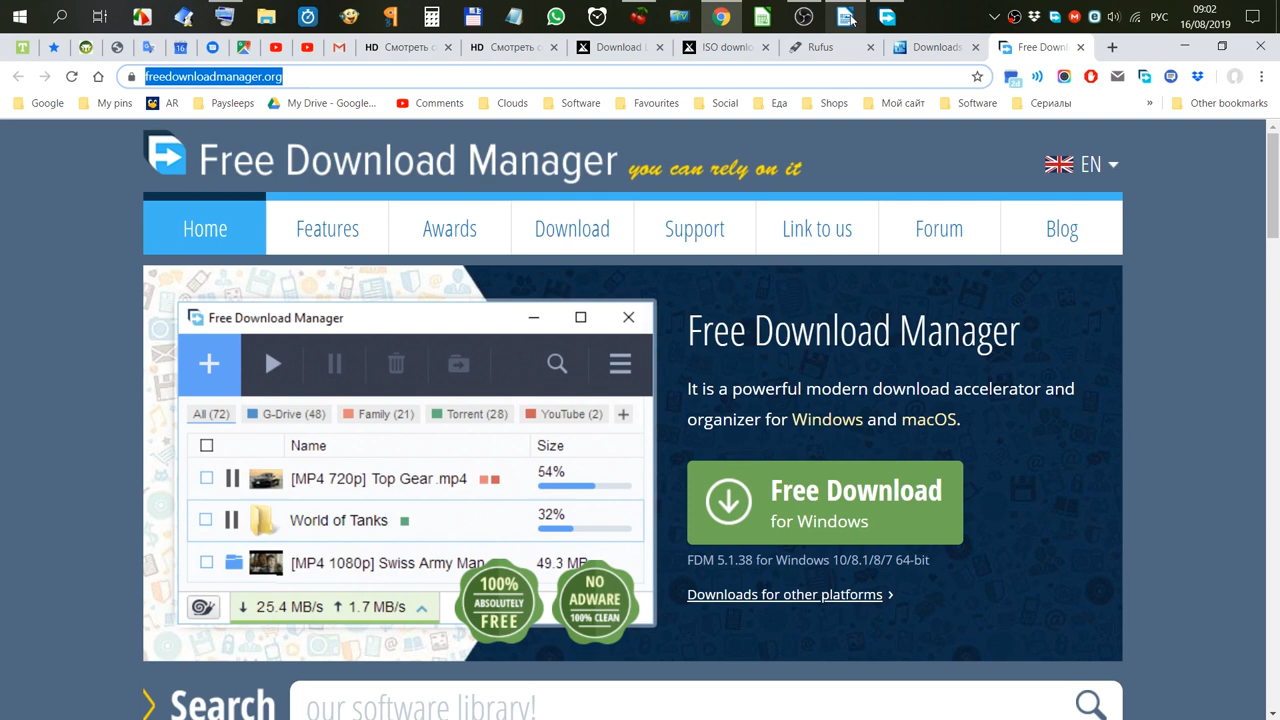 09:02
РУС
16/08/2019
HD Смотреть с
HD Смотреть с
Download L
ISO downlo
Rufus
Downloads
Free Down
freedownloadmanager.org
Google
My pins
AR
Paysleeps
My Drive - Google...
Comments
Clouds
Software
Favourites
Social
Еда
Shops
Мой сайт
Software
Сериалы
»
Other bookmarks
Free Download Manager you can rely on it
EN
Home
Features
Awards
Download
Support
Link to us
Forum
Blog
Free Download Manager
All (72)
G-Drive (48)
Family (21)
Torrent (28)
YouTube (2)
Name
Size
[MP4 720p] Top Gear.mp4
54%
World of Tanks
32%
[MP4 1080p] Swiss Army Man
49.3 MB
25.4 MB/s
1.7 MB/s
100%
ABSOLUTELY
FREE
NO
ADWARE
100% CLEAN
Free Download Manager
It is a powerful modern download accelerator and
organizer for Windows and macOS.
Free Download
for Windows
FDM 5.1.38 for Windows 10/8.1/8/7 64-bit
Downloads for other platforms ›
Search
our software library!